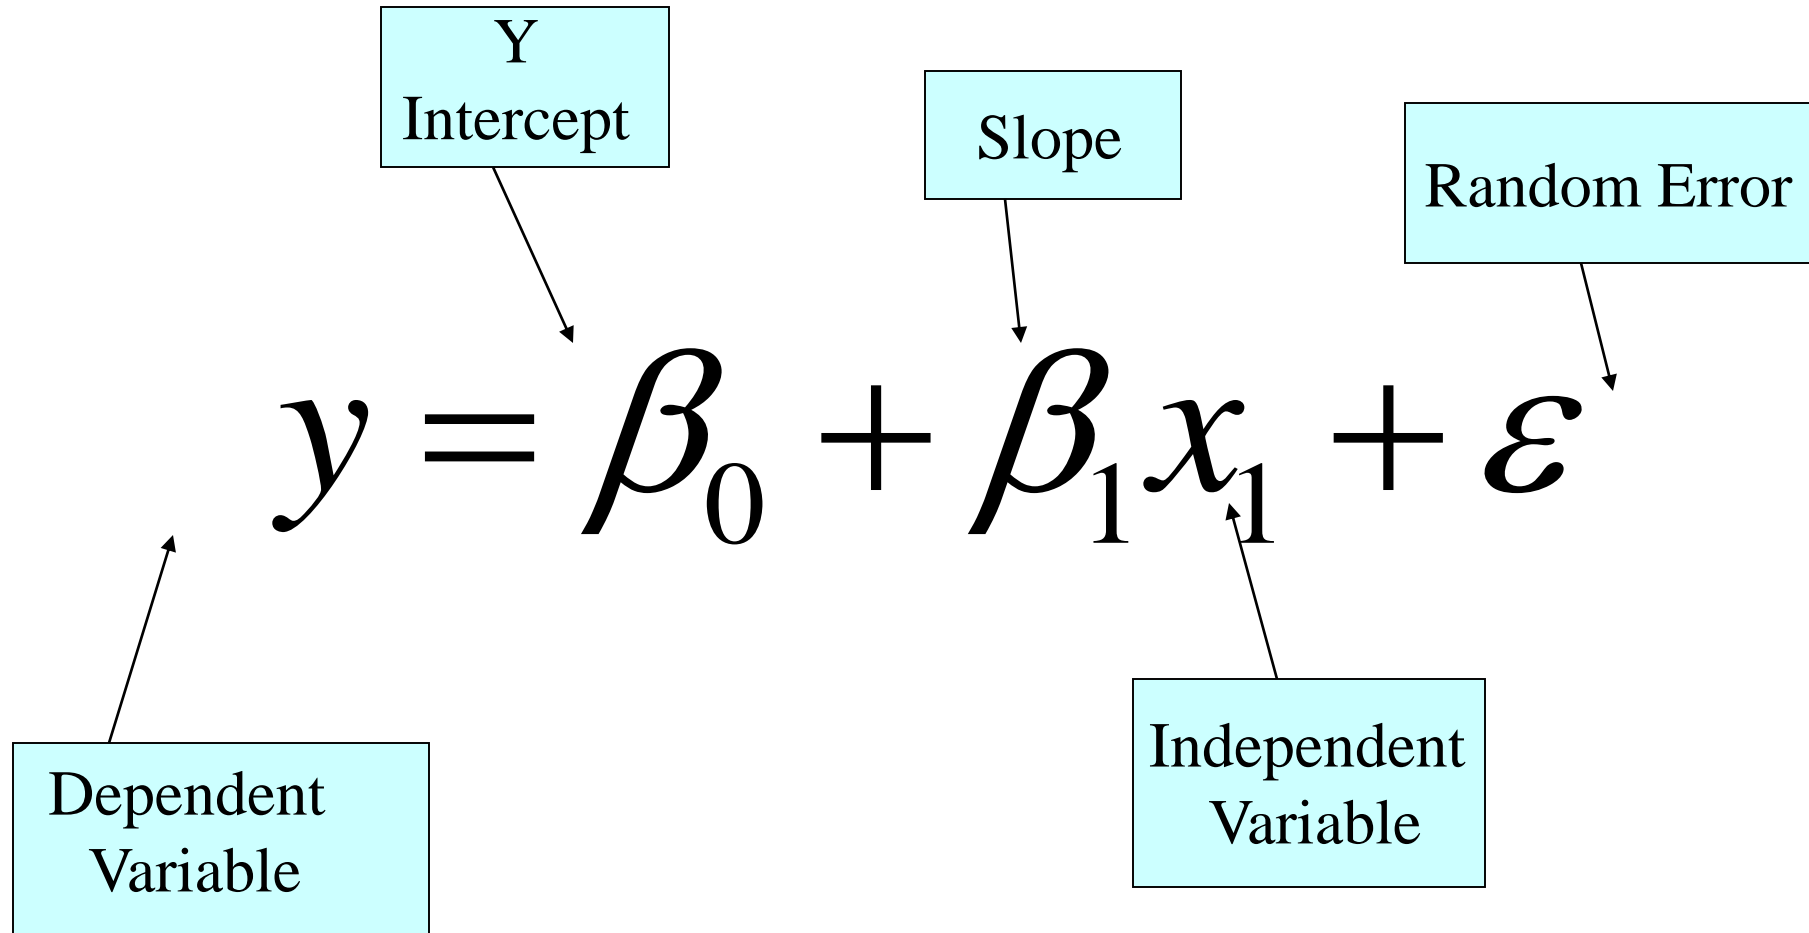 Y
Intercept
Slope
Random Error
y = β₀ + β₁x₁ + ε
Dependent
Variable
Independent
Variable